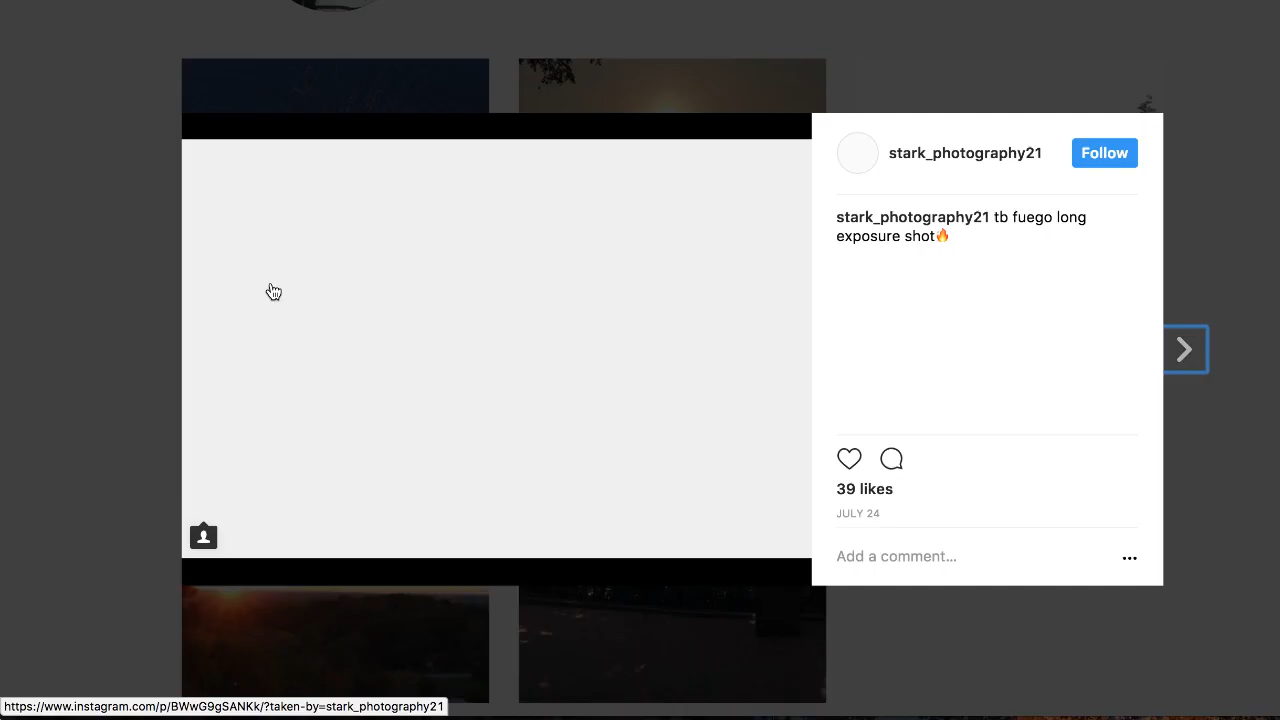 stark_photography21 Follow
stark_photography21 tb fuego long
exposure shot🔥
39 likes
JULY 24
Add a comment...
https://www.instagram.com/p/BWwG9gSANKk/?taken-by=stark_photography21